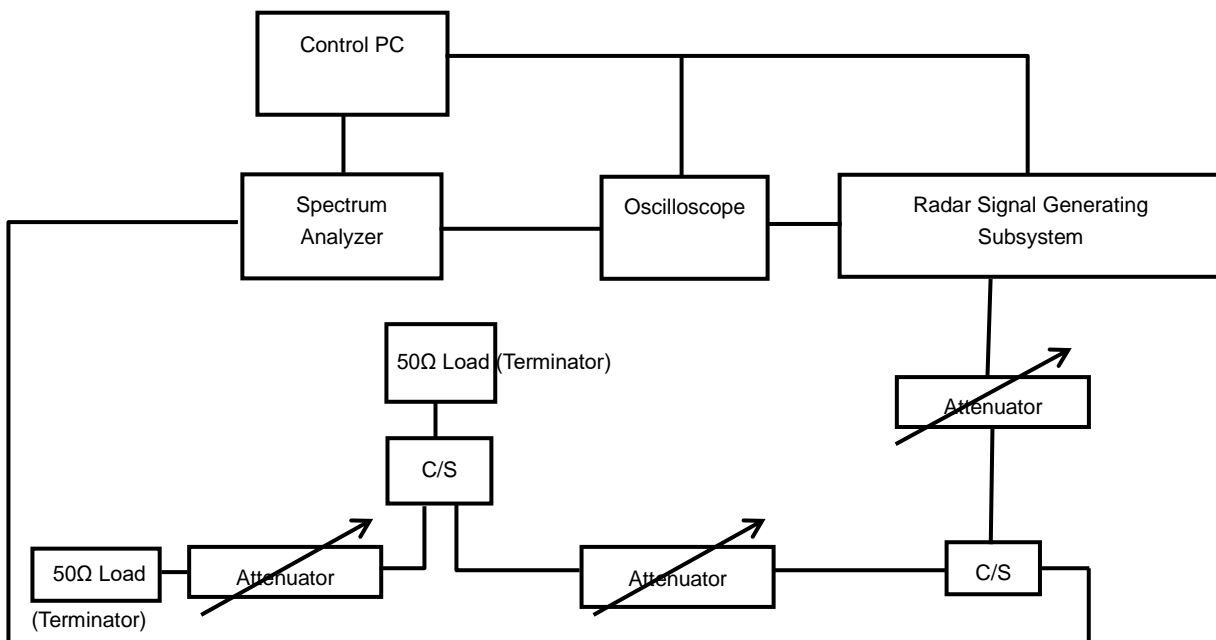 Control PC
Spectrum
Analyzer
Oscilloscope
Radar Signal Generating
Subsystem
50Ω Load (Terminator)
Attenuator
C/S
50Ω Load
(Terminator)
Attenuator
Attenuator
C/S